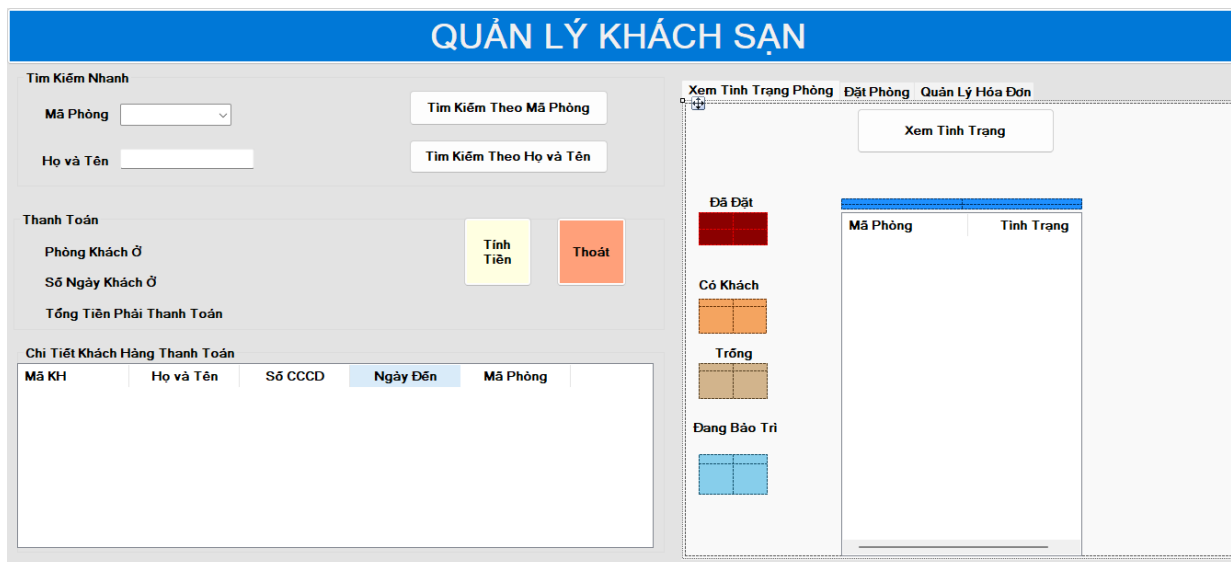 QUẢN LÝ KHÁCH SẠN
Tìm Kiếm Nhanh
Mã Phòng
Tìm Kiếm Theo Mã Phòng
Họ và Tên
Tìm Kiếm Theo Họ và Tên
Thanh Toán
Phòng Khách Ở
Số Ngày Khách Ở
Tổng Tiền Phải Thanh Toán
Tính
Tiền
Thoát
Chi Tiết Khách Hàng Thanh Toán
Mã KH Họ và Tên Số CCCD Ngày Đến Mã Phòng
Xem Tình Trạng Phòng Đặt Phòng Quản Lý Hóa Đơn
Xem Tình Trạng
Đã Đặt
Có Khách
Trống
Đang Bảo Trì
Mã Phòng Tình Trạng